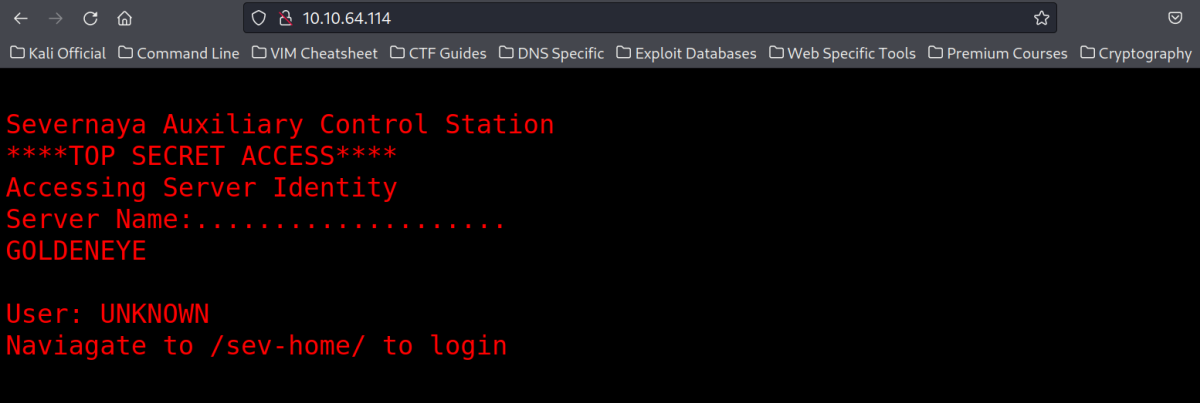 10.10.64.114
Kali Official Command Line VIM Cheatsheet CTF Guides DNS Specific Exploit Databases Web Specific Tools Premium Courses Cryptography
Severnaya Auxiliary Control Station
****TOP SECRET ACCESS****
Accessing Server Identity
Server Name:....................
GOLDENEYE
User: UNKNOWN
Naviagate to /sev-home/ to login